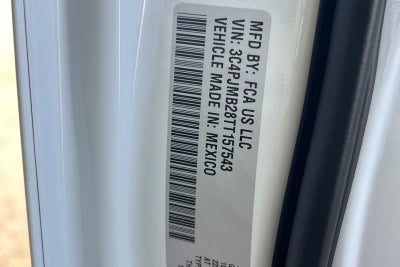 MFD BY: FCA US LLC
VIN: 3C4PJMB28TT157543
VEHICLE MADE IN: MEXICO